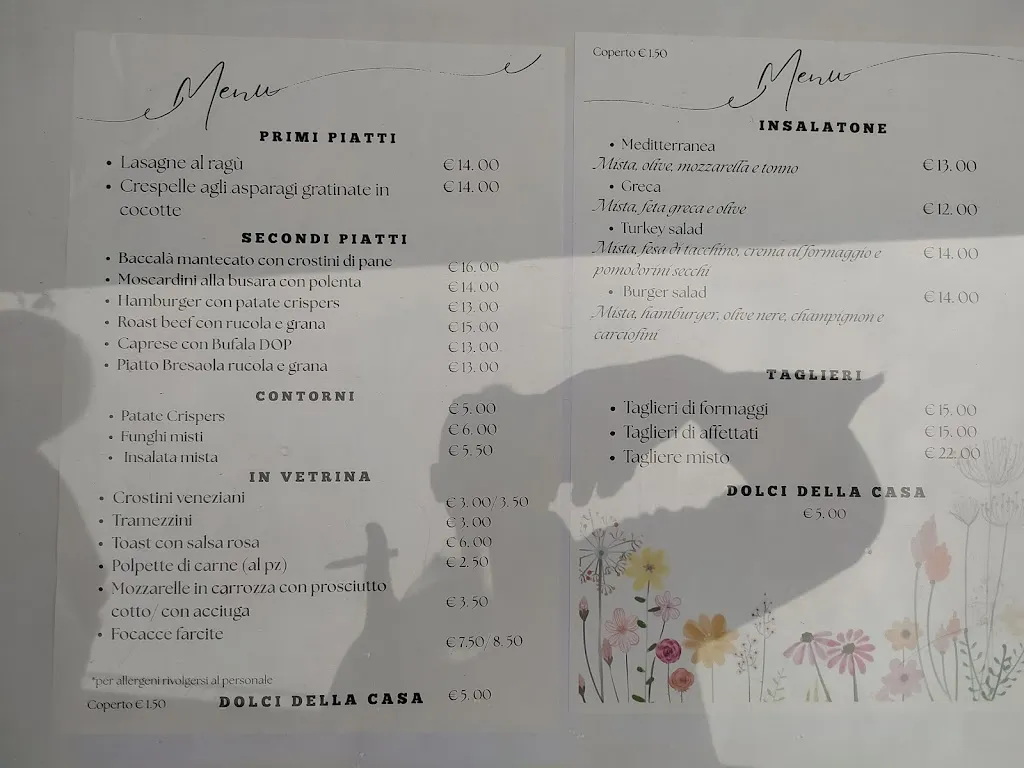 Menu
PRIMI PIATTI
• Lasagne al ragù €14.00
• Crespelle agli asparagi gratinate in €14.00
cocotte
SECONDI PIATTI
• Baccalà mantecato con crostini di pane €16.00
• Moscardini alla busara con polenta €14.00
• Hamburger con patate crispers €13.00
• Roast beef con rucola e grana €15.00
• Caprese con Bufala DOP €13.00
• Piatto Bresaola rucola e grana €13.00
CONTORNI
• Patate Crispers €5.00
• Funghi misti €6.00
• Insalata mista €5.50
IN VETRINA
• Crostini veneziani €3.00/3.50
• Tramezzini €3.00
• Toast con salsa rosa €6.00
• Polpette di carne (al pz) €2.50
• Mozzarelle in carrozza con prosciutto
cotto/ con acciuga €3.50
• Focacce farcite €7.50/8.50
*per allergeni rivolgersi al personale
Coperto €1.50 DOLCI DELLA CASA €5.00
Coperto €1.50
Menu
INSALATONE
• Meditterranea
Mista, olive, mozzarella e tonno €13.00
• Greca
Mista, feta greca e olive €12.00
• Turkey salad
Mista, fesa di tacchino, crema al formaggio e €14.00
pomodorini secchi
• Burger salad €14.00
Mista, hamburger, olive nere, champignon e
carciofini
TAGLIERI
• Taglieri di formaggi €15.00
• Taglieri di affettati €15.00
• Tagliere misto €22.00
DOLCI DELLA CASA
€5.00